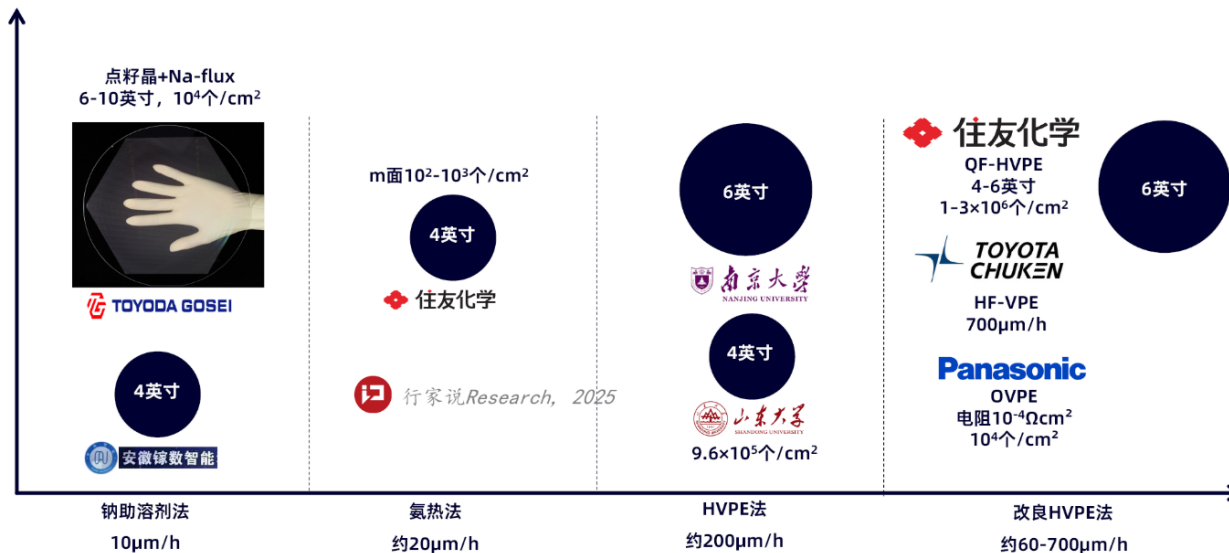 点籽晶+Na-flux
6-10英寸，10⁴个/cm²
TOYODA GOSEI
4英寸
安徽镓数智能
钠助溶剂法
10μm/h
m面10²-10³个/cm²
4英寸
住友化学
行家说Research, 2025
氨热法
约20μm/h
6英寸
南京大学
NANJING UNIVERSITY
4英寸
山东大学
SHANDONG UNIVERSITY
9.6×10⁵个/cm²
HVPE法
约200μm/h
住友化学
QF-HVPE
4-6英寸
1-3×10⁶个/cm²
6英寸
TOYOTA
CHUKEN
HF-VPE
700μm/h
Panasonic
OVPE
电阻10⁻⁴Ωcm²
10⁴个/cm²
改良HVPE法
约60-700μm/h